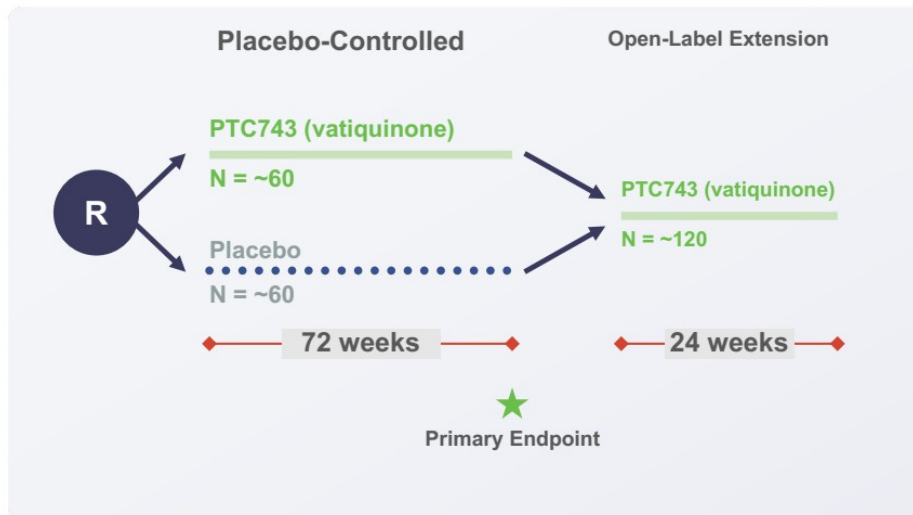 Placebo-Controlled
Open-Label Extension
PTC743 (vatiquinone)
N = ~60
R
PTC743 (vatiquinone)
N = ~120
Placebo
N = ~60
72 weeks
24 weeks
Primary Endpoint